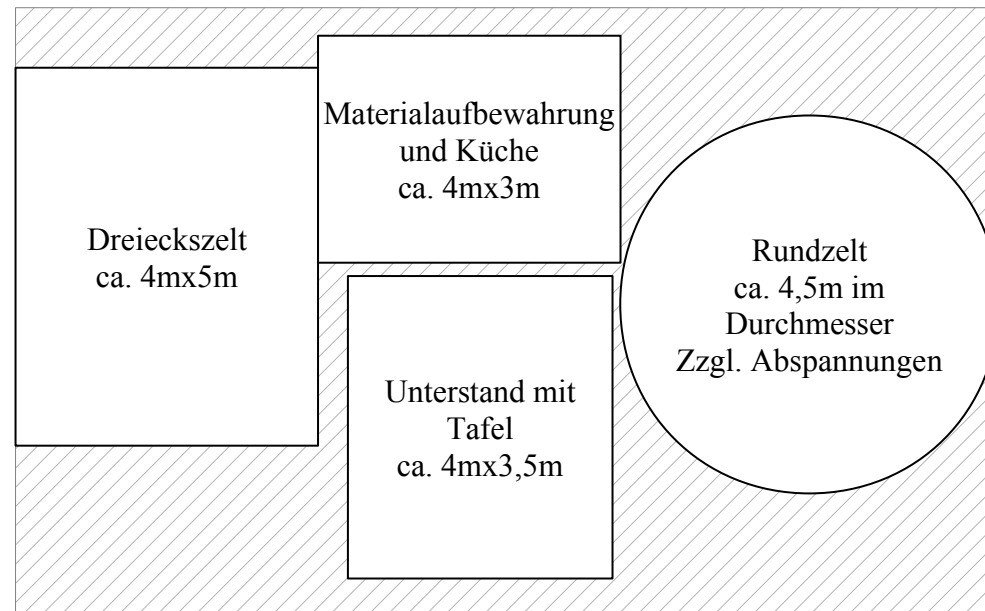 Materialaufbewahrung
und Küche
ca. 4mx3m
Dreieckszelt
ca. 4mx5m
Rundzelt
ca. 4,5m im
Durchmesser
Zzgl. Abspannungen
Unterstand mit
Tafel
ca. 4mx3,5m